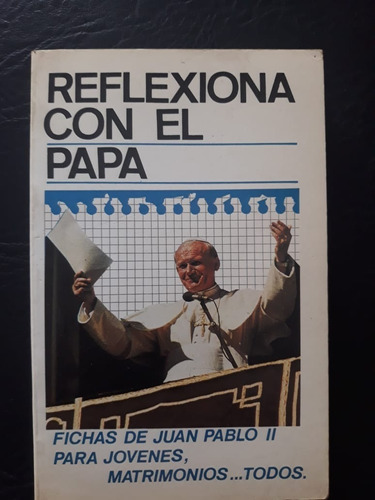 REFLEXIONA
CON EL
PAPA
FICHAS DE JUAN PABLO II
PARA JOVENES,
MATRIMONIOS...TODOS.